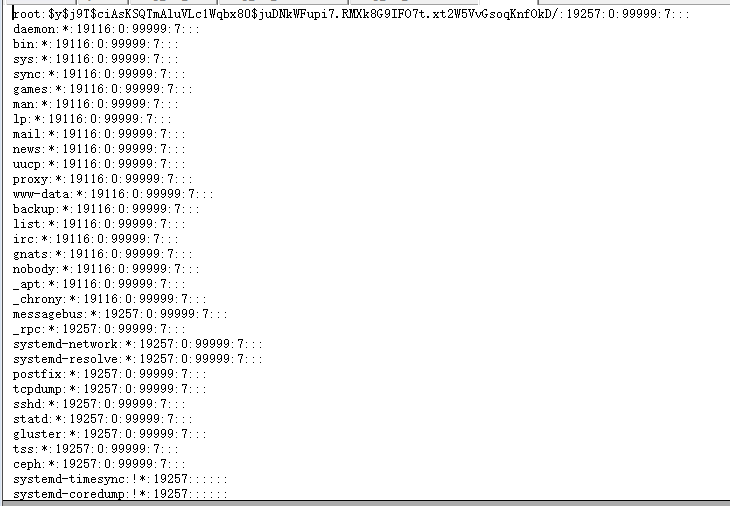 root:$y$j9T$ciAsKSQTmAluVLc1Wqbx80$juDNkWFupi7.RMXk8G9IFO7t.xt2W5VvGsoqKnfOkD/:19257:0:99999:7:::
daemon:*:19116:0:99999:7:::
bin:*:19116:0:99999:7:::
sys:*:19116:0:99999:7:::
sync:*:19116:0:99999:7:::
games:*:19116:0:99999:7:::
man:*:19116:0:99999:7:::
lp:*:19116:0:99999:7:::
mail:*:19116:0:99999:7:::
news:*:19116:0:99999:7:::
uucp:*:19116:0:99999:7:::
proxy:*:19116:0:99999:7:::
www-data:*:19116:0:99999:7:::
backup:*:19116:0:99999:7:::
list:*:19116:0:99999:7:::
irc:*:19116:0:99999:7:::
gnats:*:19116:0:99999:7:::
nobody:*:19116:0:99999:7:::
_apt:*:19116:0:99999:7:::
_chrony:*:19116:0:99999:7:::
messagebus:*:19257:0:99999:7:::
_rpc:*:19257:0:99999:7:::
systemd-network:*:19257:0:99999:7:::
systemd-resolve:*:19257:0:99999:7:::
postfix:*:19257:0:99999:7:::
tcpdump:*:19257:0:99999:7:::
sshd:*:19257:0:99999:7:::
statd:*:19257:0:99999:7:::
gluster:*:19257:0:99999:7:::
tss:*:19257:0:99999:7:::
ceph:*:19257:0:99999:7:::
systemd-timesync:!*:19257::::::
systemd-coredump:!*:19257::::::